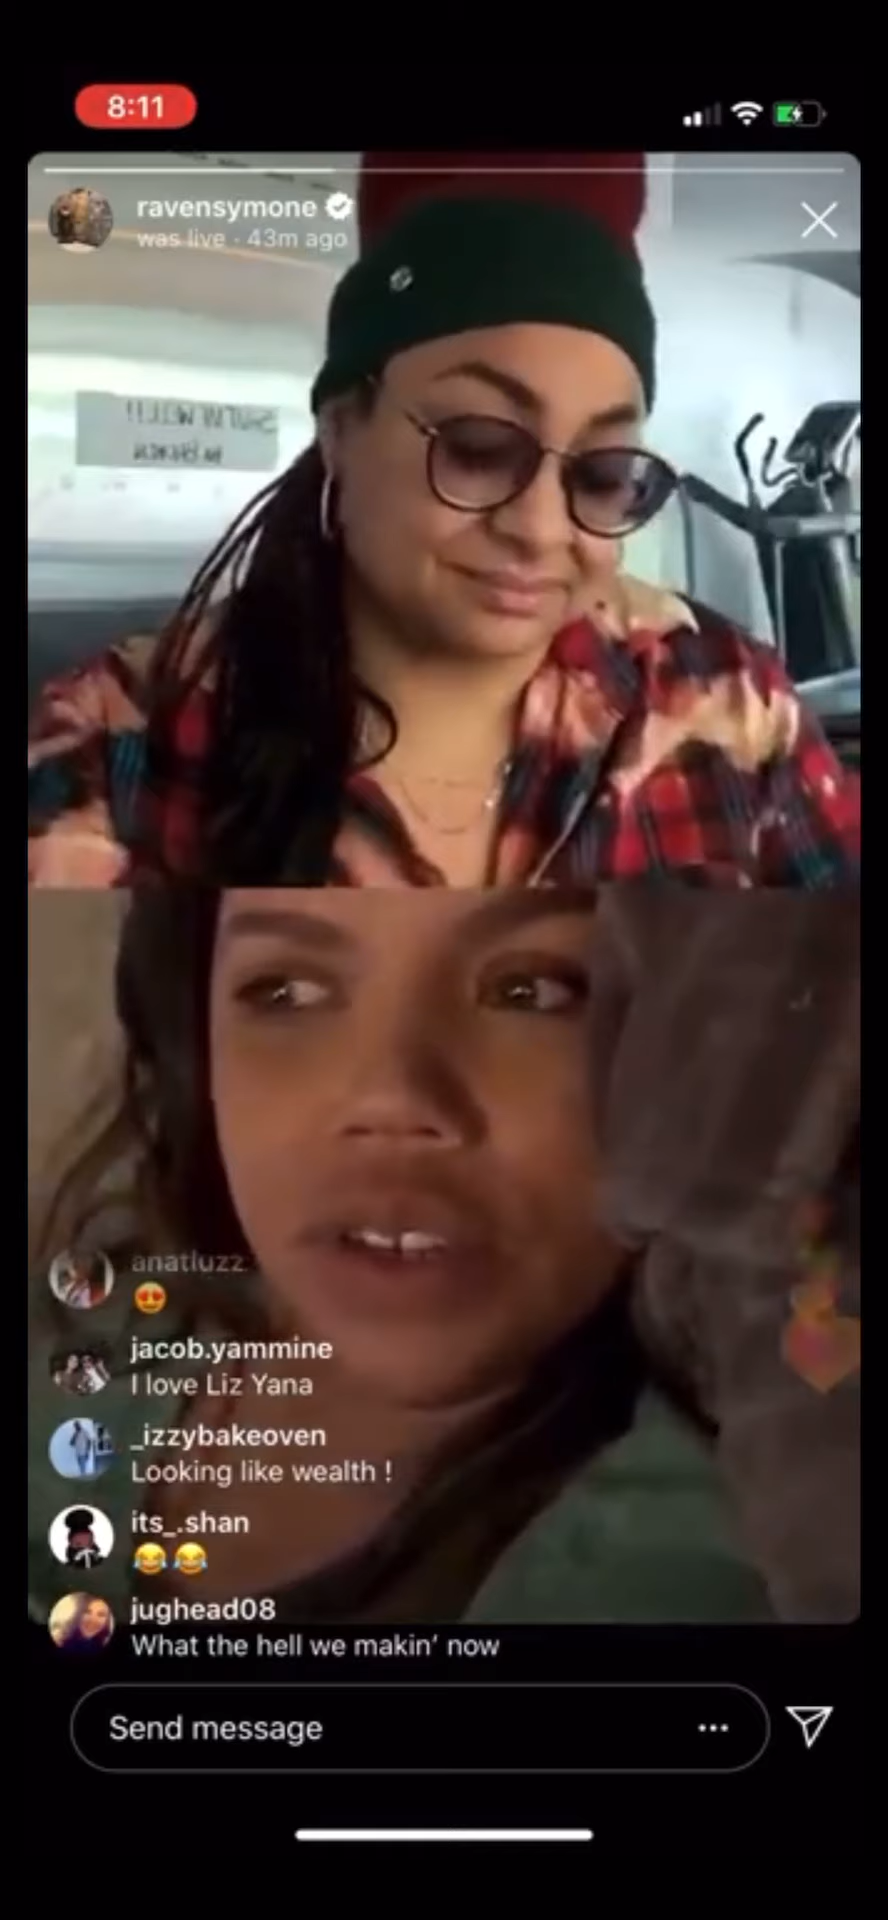 8:11
ravensymone
was live · 43m ago
anatluzz
😍
jacob.yammine
I love Liz Yana
_izzybakeoven
Looking like wealth !
its_.shan
😂😂
jughead08
What the hell we makin’ now
Send message